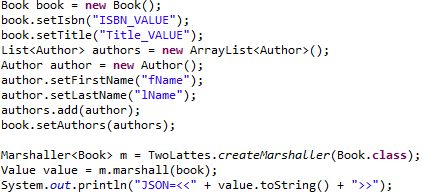 Book book = new Book();
book.setIsbn("ISBN_VALUE");
book.setTitle("Title_VALUE");
List<Author> authors = new ArrayList<Author>();
Author author = new Author();
author.setFirstName("fName");
author.setLastName("lName");
authors.add(author);
book.setAuthors(authors);
Marshaller<Book> m = TwoLattes.createMarshaller(Book.class);
Value value = m.marshall(book);
System.out.println("JSON=<<" + value.toString() + ">>");